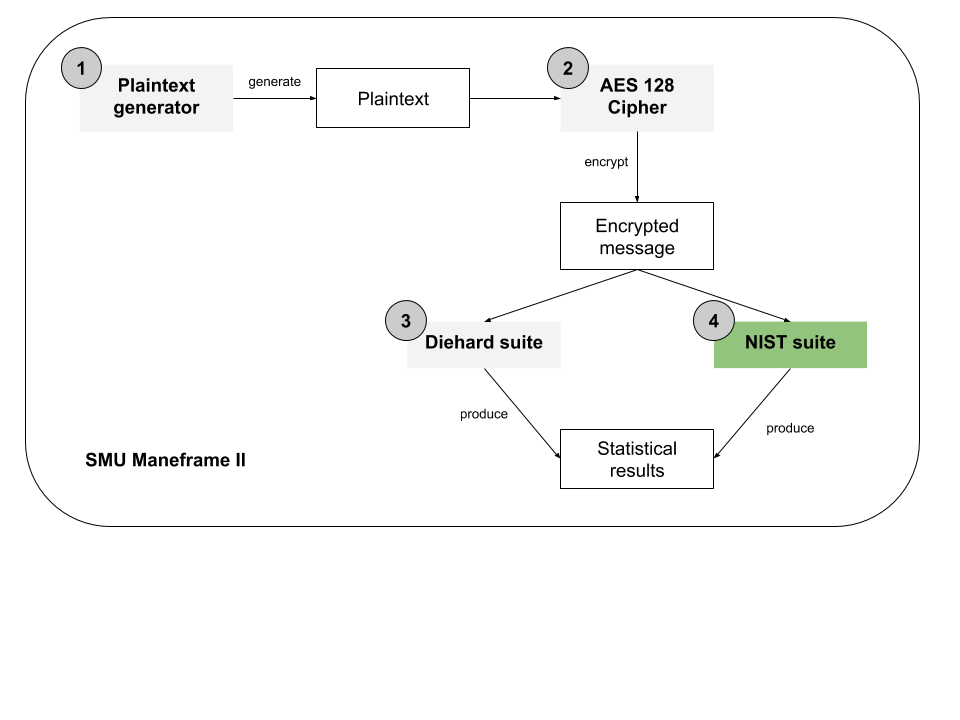 1
Plaintext
generator
generate
Plaintext
2
AES 128
Cipher
encrypt
Encrypted
message
3
Diehard suite
4
NIST suite
produce
produce
Statistical
results
SMU Maneframe II